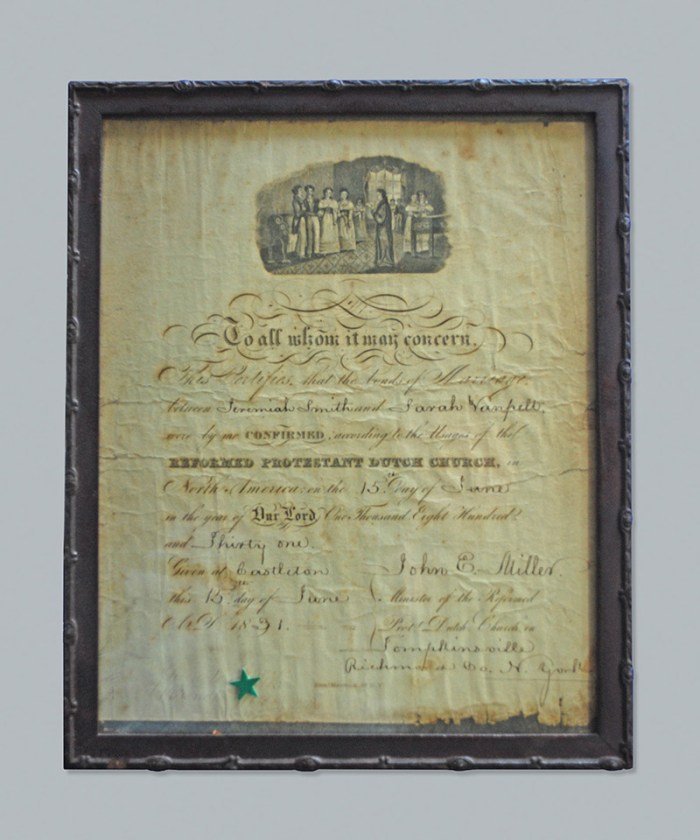 To all whom it may concern.
This Certifies, that the bonds of Marriage,
between Jeremiah Smith and Sarah Vanpelt,
were by me CONFIRMED, according to the Usages of the
REFORMED PROTESTANT DUTCH CHURCH, in
North-America: on the 15th Day of June
in the year of Our Lord, One Thousand Eight Hundred
and Thirty one.
Given at Castleton
this 15 day of June
A.D. 1831.
John E. Miller.
Minister of the Reformed
Prot. Dutch Church in
Tompkinsville
Richmond Co. N. York